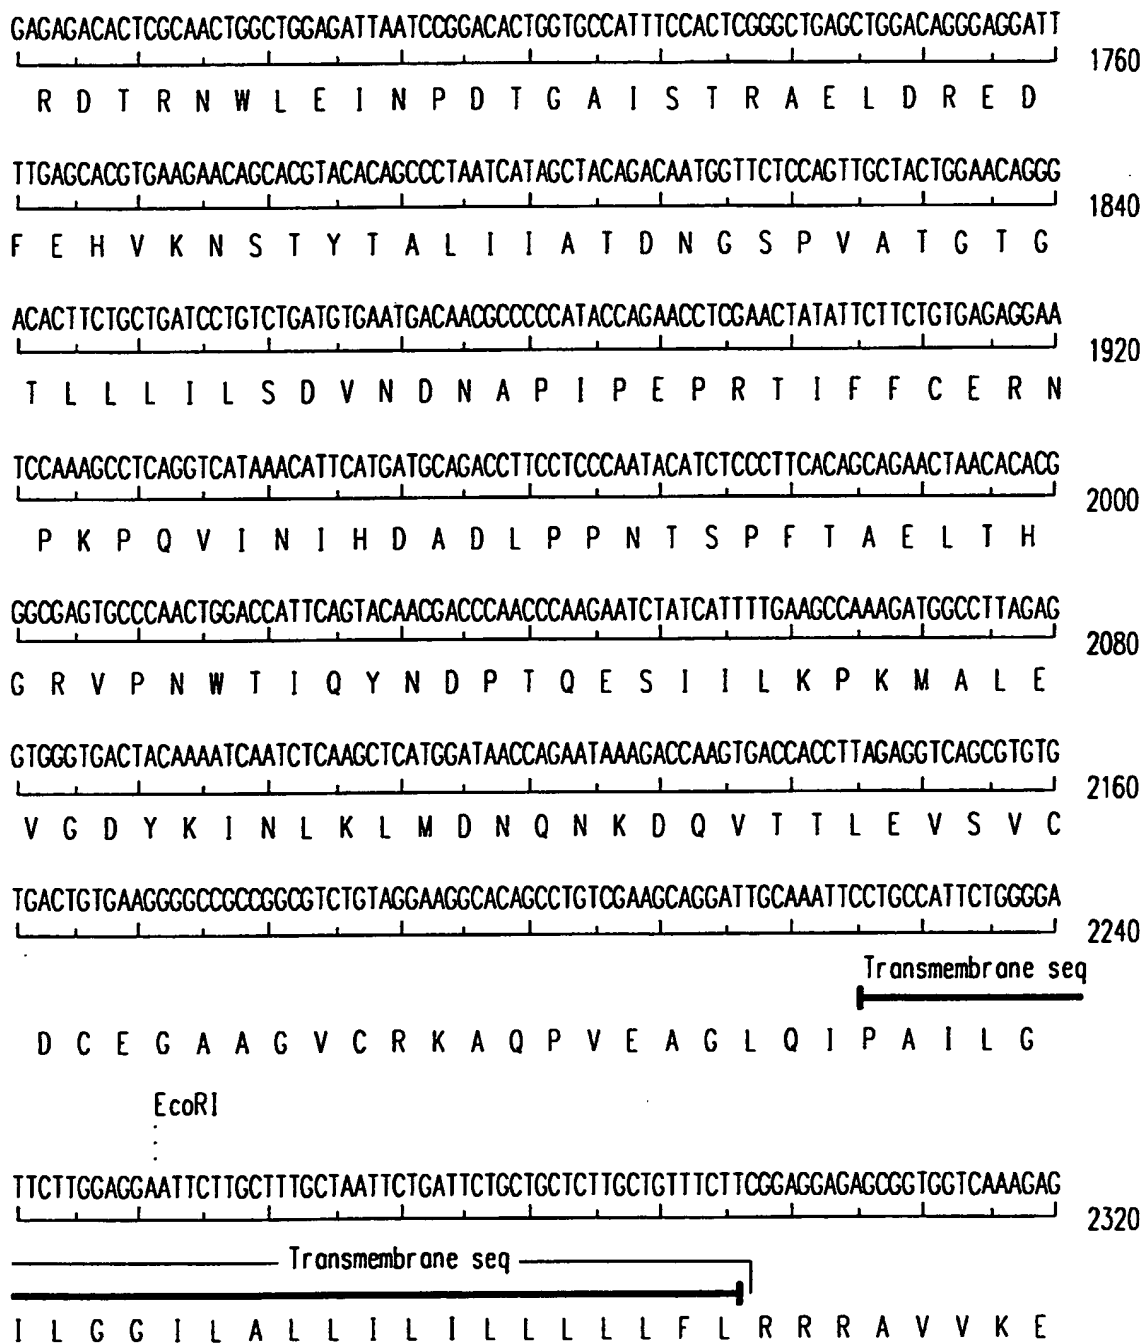 GAGAGACACTCGCAACTGGCTGGAGATTAATCCGGACACTGGTGCCATTTCCACTCGGGCTGAGCTGGACAGGGAGGATT
1760
R D T R N W L E I N P D T G A I S T R A E L D R E D
TTGAGCACGTGAAGAACAGCACGTACACAGCCCTAATCATAGCTACAGACAATGGTTCTCCAGTTGCTACTGGAACAGGG
1840
F E H V K N S T Y T A L I I A T D N G S P V A T G T G
ACACTTCTGCTGATCCTGTCTGATGTGAATGACAACGCCCCCATACCAGAACCTCGAACTATATTCTTCTGTGAGAGGAA
1920
T L L L I L S D V N D N A P I P E P R T I F F C E R N
TCCAAAGCCTCAGGTCATAAACATTCATGATGCAGACCTTCCTCCCAATACATCTCCCTTCACAGCAGAACTAACACACG
2000
P K P Q V I N I H D A D L P P N T S P F T A E L T H
GGCGAGTGCCCAACTGGACCATTCAGTACAACGACCCAACCCAAGAATCTATCATTTTGAAGCCAAAGATGGCCTTAGAG
2080
G R V P N W T I Q Y N D P T Q E S I I L K P K M A L E
GTGGGTGACTACAAAATCAATCTCAAGCTCATGGATAACCAGAATAAAGACCAAGTGACCACCTTAGAGGTCAGCGTGTG
2160
V G D Y K I N L K L M D N Q N K D Q V T T L E V S V C
TGACTGTGAAGGGGCCGCCGGCGTCTGTAGGAAGGCACAGCCTGTCGAAGCAGGATTGCAAATTCCTGCCATTCTGGGGA
2240
Transmembrane seq
D C E G A A G V C R K A Q P V E A G L Q I P A I L G
EcoRI
TTCTTGGAGGAATTCTTGCTTTGCTAATTCTGATTCTGCTGCTCTTGCTGTTTCTTCGGAGGAGAGCGGTGGTCAAAGAG
2320
Transmembrane seq
I L G G I L A L L I L I L L L L L F L R R R A V V K E